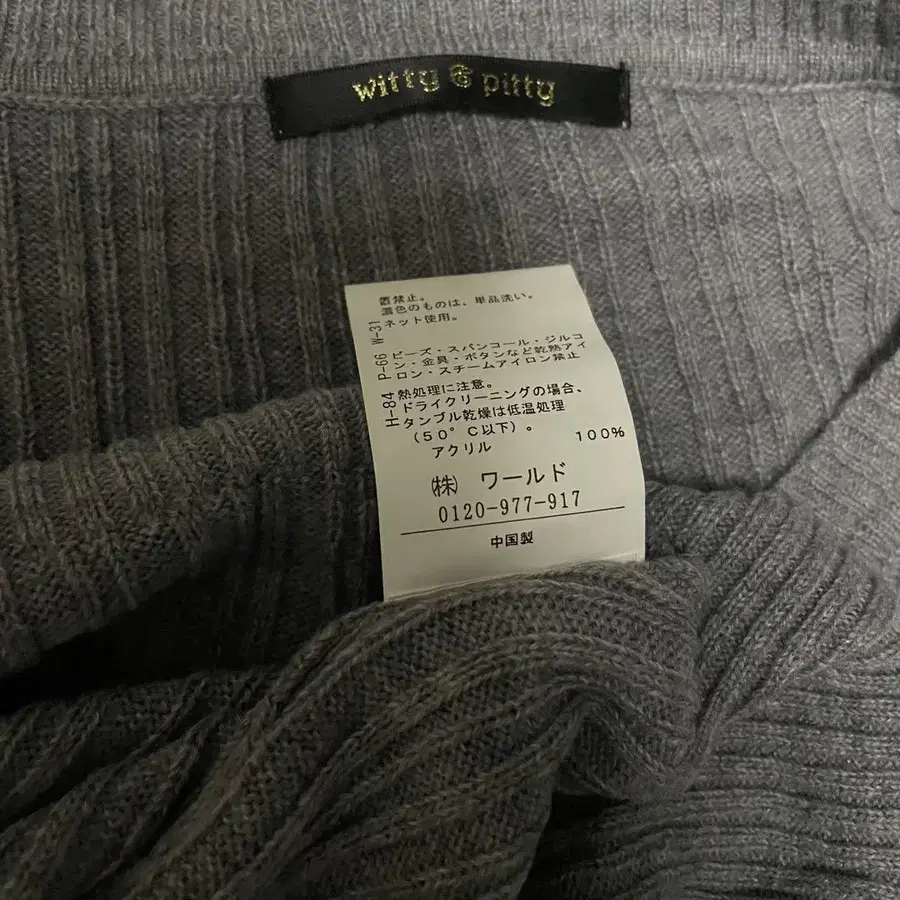 witty & pitty
置禁止。
濃色のものは、単品洗い。
W-31 ネット使用。
P-66 ビーズ・スパンコール・ジルコ
ン・金具・ボタンなど乾熱アイ
ロン・スチームアイロン禁止
H-84 熱処理に注意。
ドライクリーニングの場合、
タンブル乾燥は低温処理
(50°C以下)。
アクリル 100%
㈱ ワールド
0120-977-917
中国製